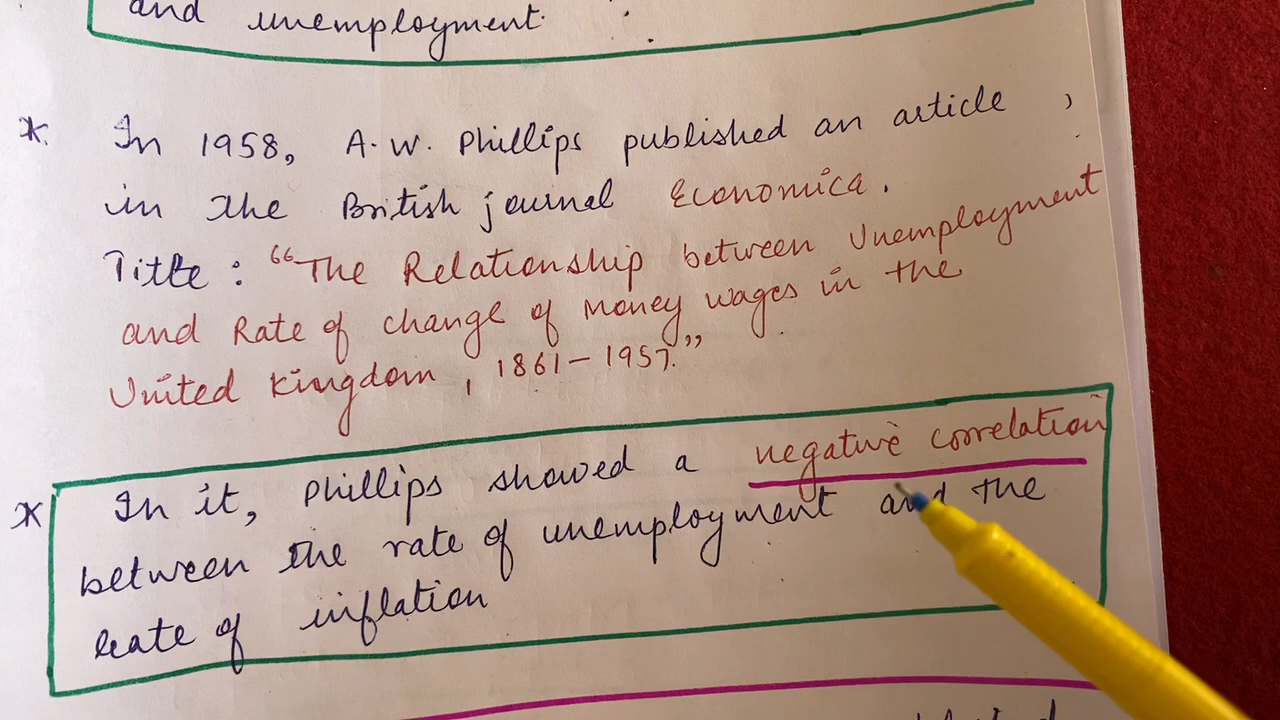 and unemployment.
* In 1958, A.W. Phillips published an article,
in the British journal Economica.
Title: "The Relationship between Unemployment
and Rate of change of Money wages in the
United Kingdom, 1861-1957."
* In it, Phillips showed a negative correlation
between the rate of unemployment and the
rate of inflation